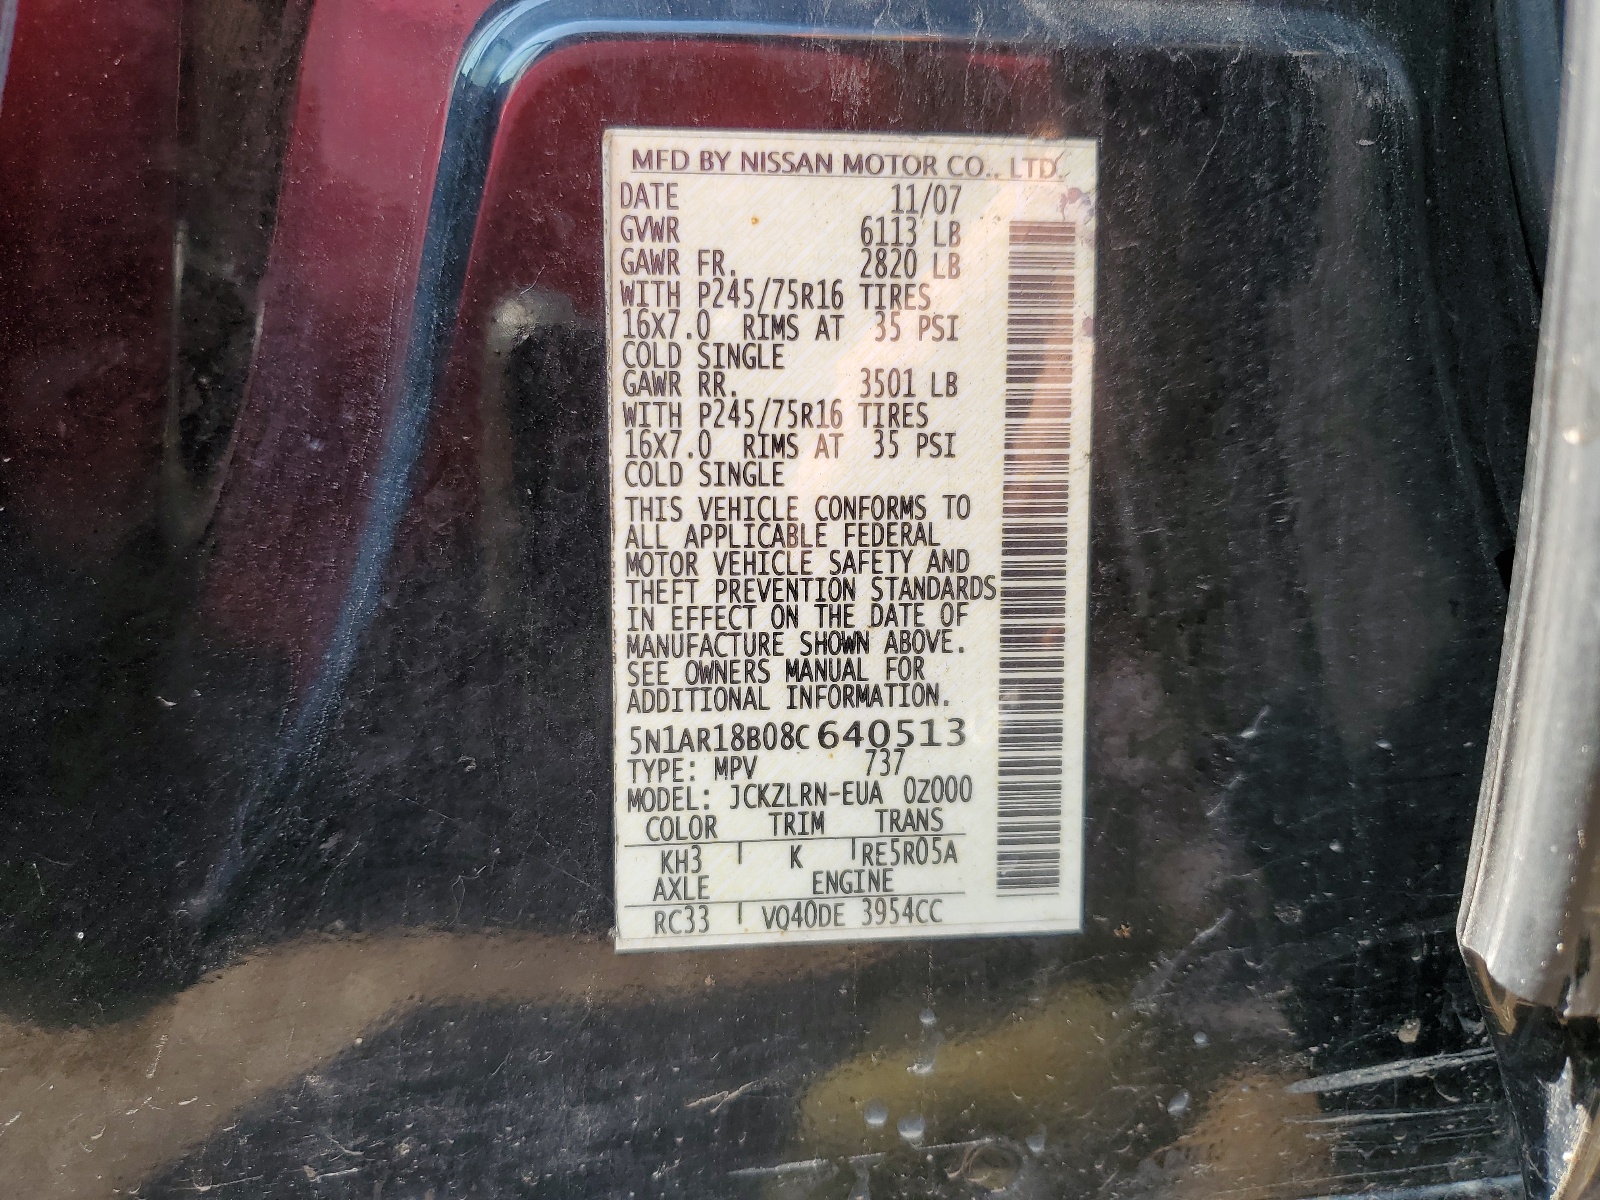 MFD BY NISSAN MOTOR CO., LTD.
DATE 11/07
GVWR 6113 LB
GAWR FR. 2820 LB
WITH P245/75R16 TIRES
16X7.0 RIMS AT 35 PSI
COLD SINGLE
GAWR RR. 3501 LB
WITH P245/75R16 TIRES
16X7.0 RIMS AT 35 PSI
COLD SINGLE
THIS VEHICLE CONFORMS TO
ALL APPLICABLE FEDERAL
MOTOR VEHICLE SAFETY AND
THEFT PREVENTION STANDARDS
IN EFFECT ON THE DATE OF
MANUFACTURE SHOWN ABOVE.
SEE OWNERS MANUAL FOR
ADDITIONAL INFORMATION.
5N1AR18B08C640513
TYPE: MPV 737
MODEL: JCKZLRN-EUA 0Z000
COLOR TRIM TRANS
KH3 K RE5R05A
AXLE ENGINE
RC33 VQ40DE 3954CC